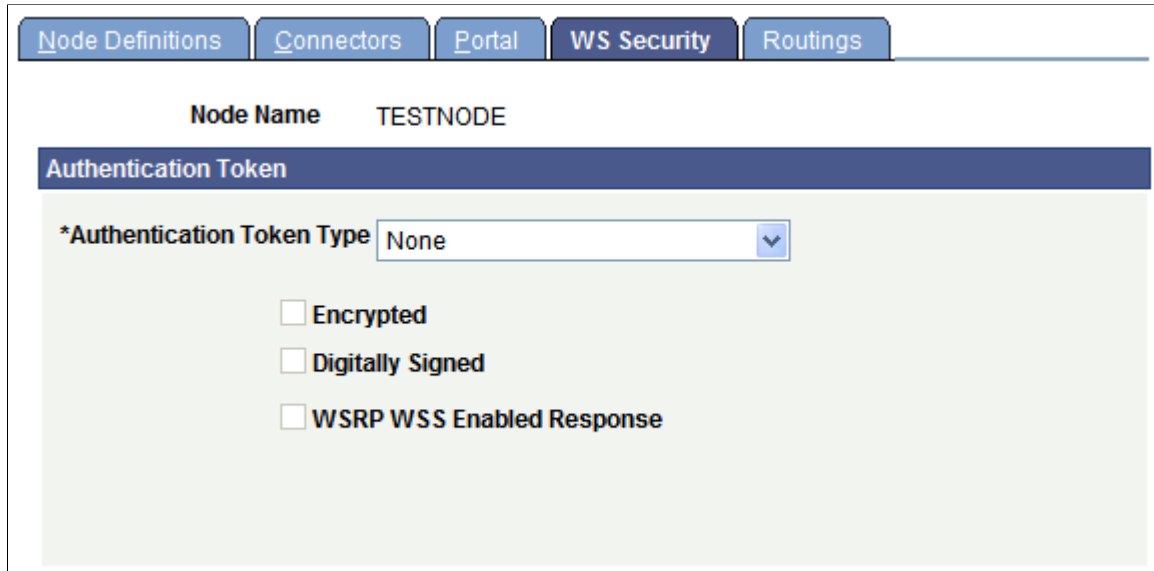 Node Definitions Connectors Portal WS Security Routings
Node Name TESTNODE
Authentication Token
*Authentication Token Type None
Encrypted
Digitally Signed
WSRP WSS Enabled Response